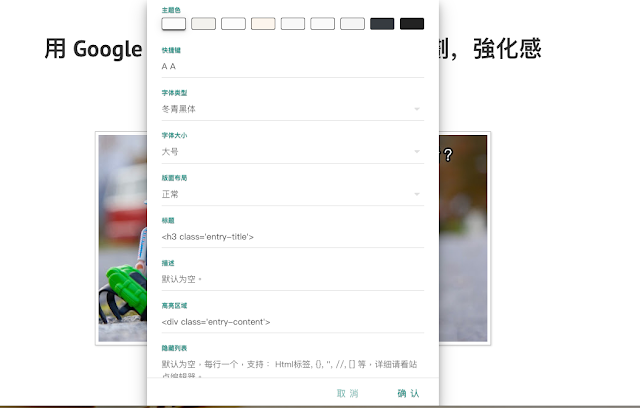 用 Google
劃，強化感
？
主题色
快捷键
A A
字体类型
冬青黑体
字体大小
大号
版面布局
正常
标题
<h3 class='entry-title'>
描述
默认为空。
高亮区域
<div class='entry-content'>
隐藏列表
默认为空，每行一个，支持： Html标签, {}, '', //, [] 等，详细请看站
点编辑器。
取 消
确 认